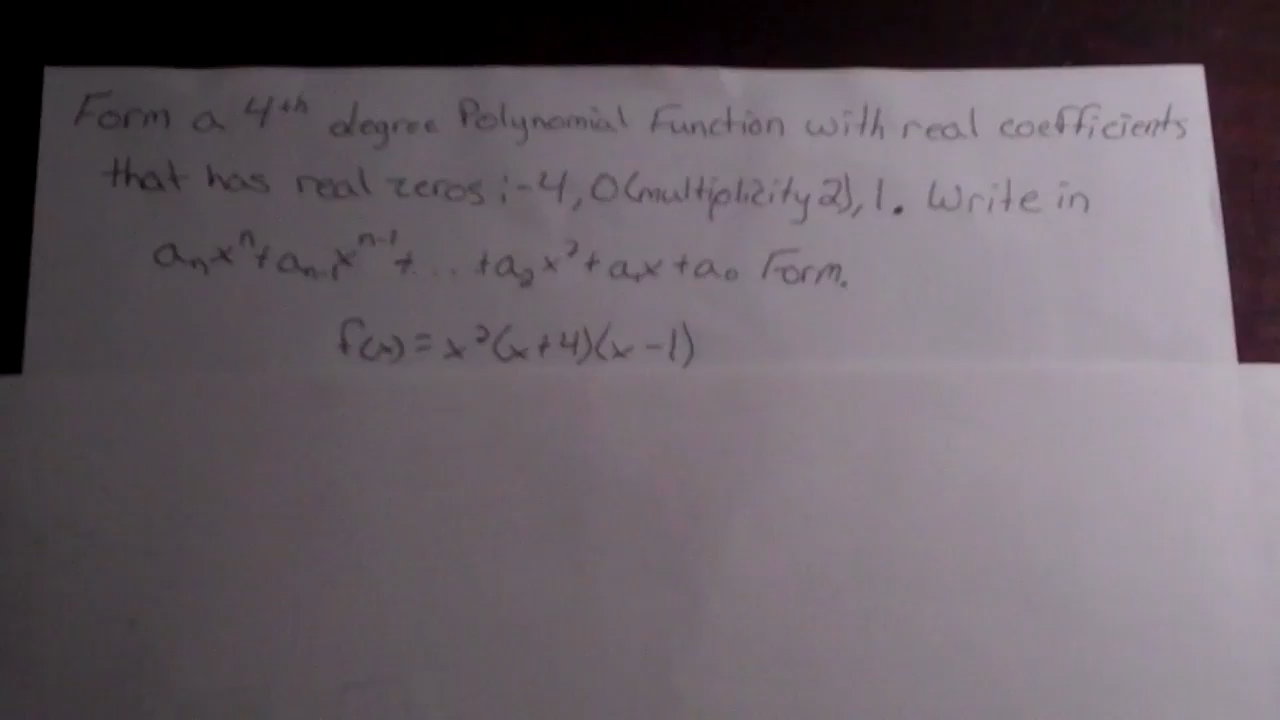 Form a 4th degree Polynomial Function with real coefficients
that has real zeros ; -4, 0 (multiplicity 2), 1. Write in
aₙxⁿ + aₙ₋₁xⁿ⁻¹ + ... + a₂x² + a₁x + a₀ Form.
f(x) = x²(x+4)(x-1)